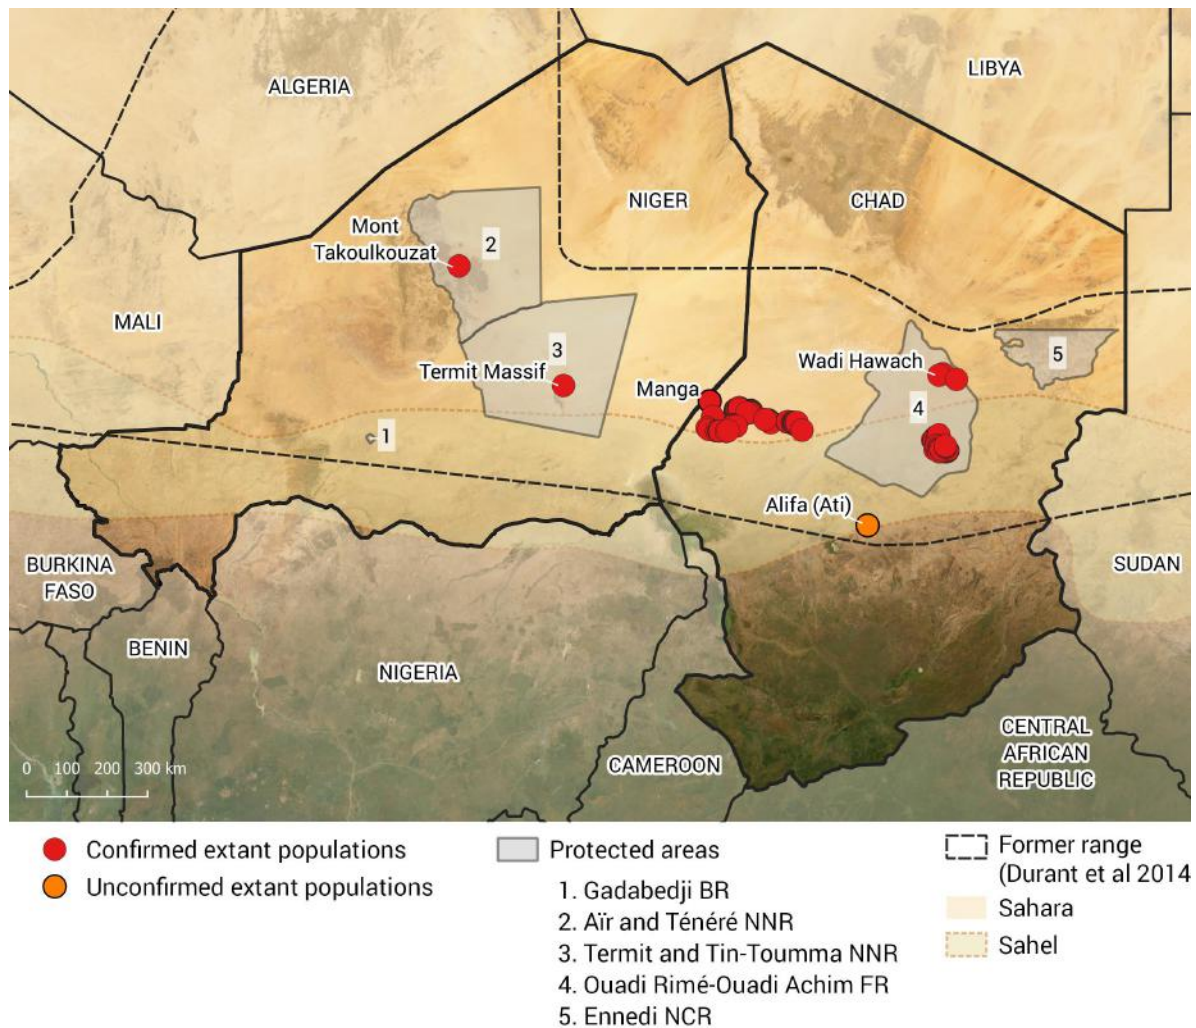 ALGERIA
LIBYA
Mont
Takoulkouzat
2
NIGER
CHAD
MALI
Termit Massif
3
Manga
Wadi Hawach
4
5
1
Alifa (Ati)
BURKINA
FASO
BENIN
NIGERIA
SUDAN
CAMEROON
CENTRAL
AFRICAN
REPUBLIC
0 100 200 300 km
Confirmed extant populations
Unconfirmed extant populations
Protected areas
1. Gadabedji BR
2. Aïr and Ténéré NNR
3. Termit and Tin-Toumma NNR
4. Ouadi Rimé-Ouadi Achim FR
5. Ennedi NCR
Former range
(Durant et al 2014
Sahara
Sahel